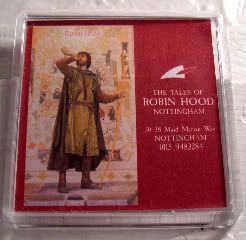 Robin Hood
THE TALES OF
ROBIN HOOD
NOTTINGHAM
30-38 Maid Marian Way
NOTTINGHAM
0115 9483284